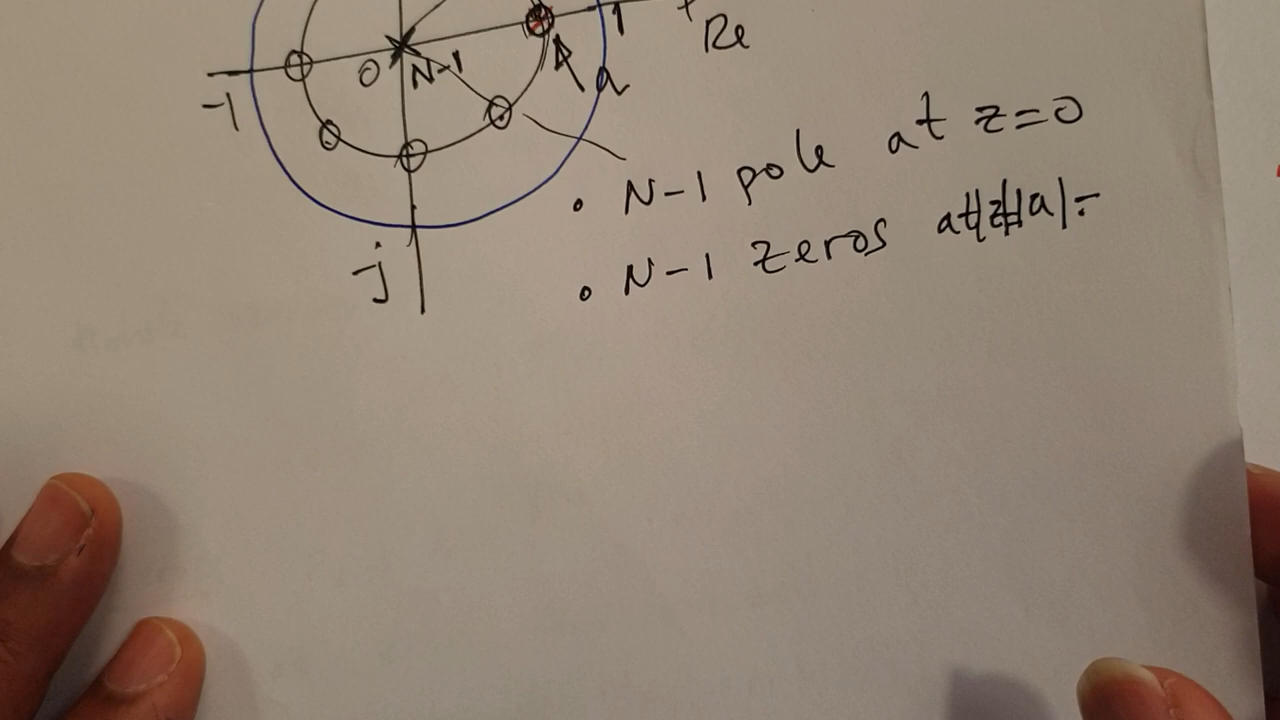 1
Re
0
N-1
a
-1
• N-1 pole at z=0
• N-1 zeros at
-j